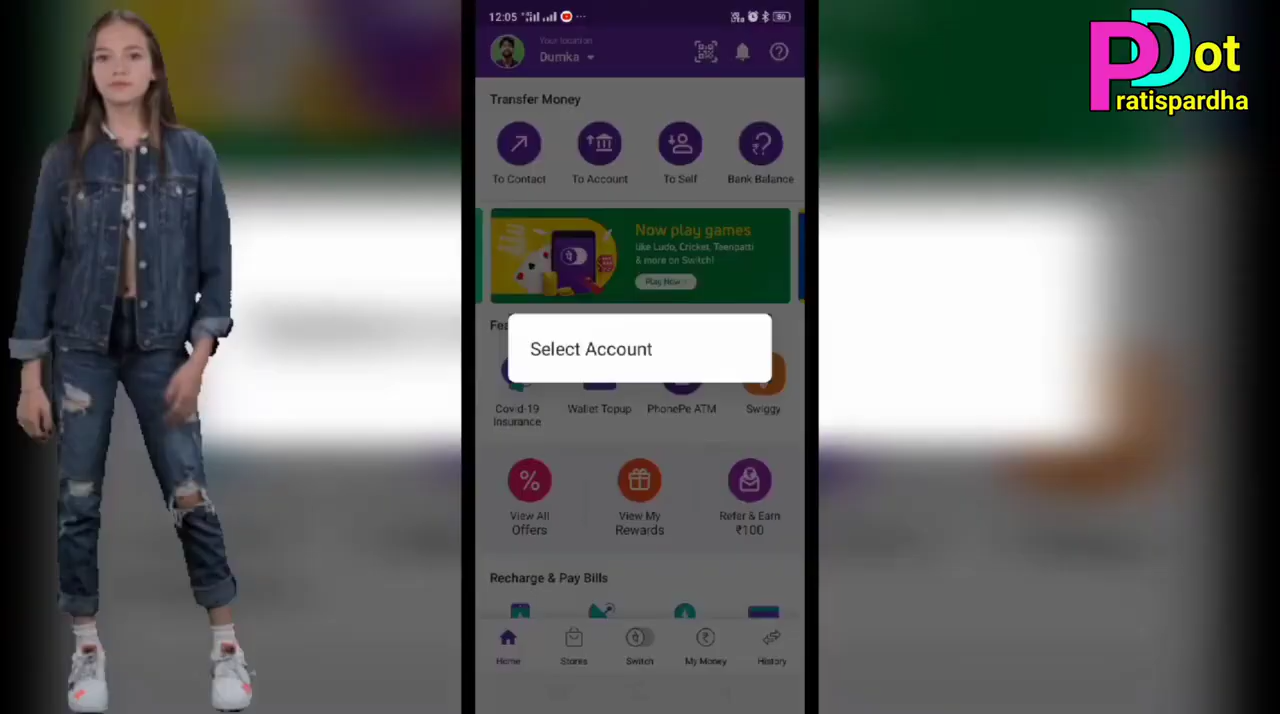 12:05
Your location
Dumka
Transfer Money
To Contact
To Account
To Self
Bank Balance
Now play games
like Ludo, Cricket, Teenpatti
& more on Switch!
Play Now
Select Account
Covid-19
Insurance
Wallet Topup
PhonePe ATM
Swiggy
View All
Offers
View My
Rewards
Refer & Earn
₹100
Recharge & Pay Bills
Home
Stores
Switch
My Money
History
P Dot
Pratispardha